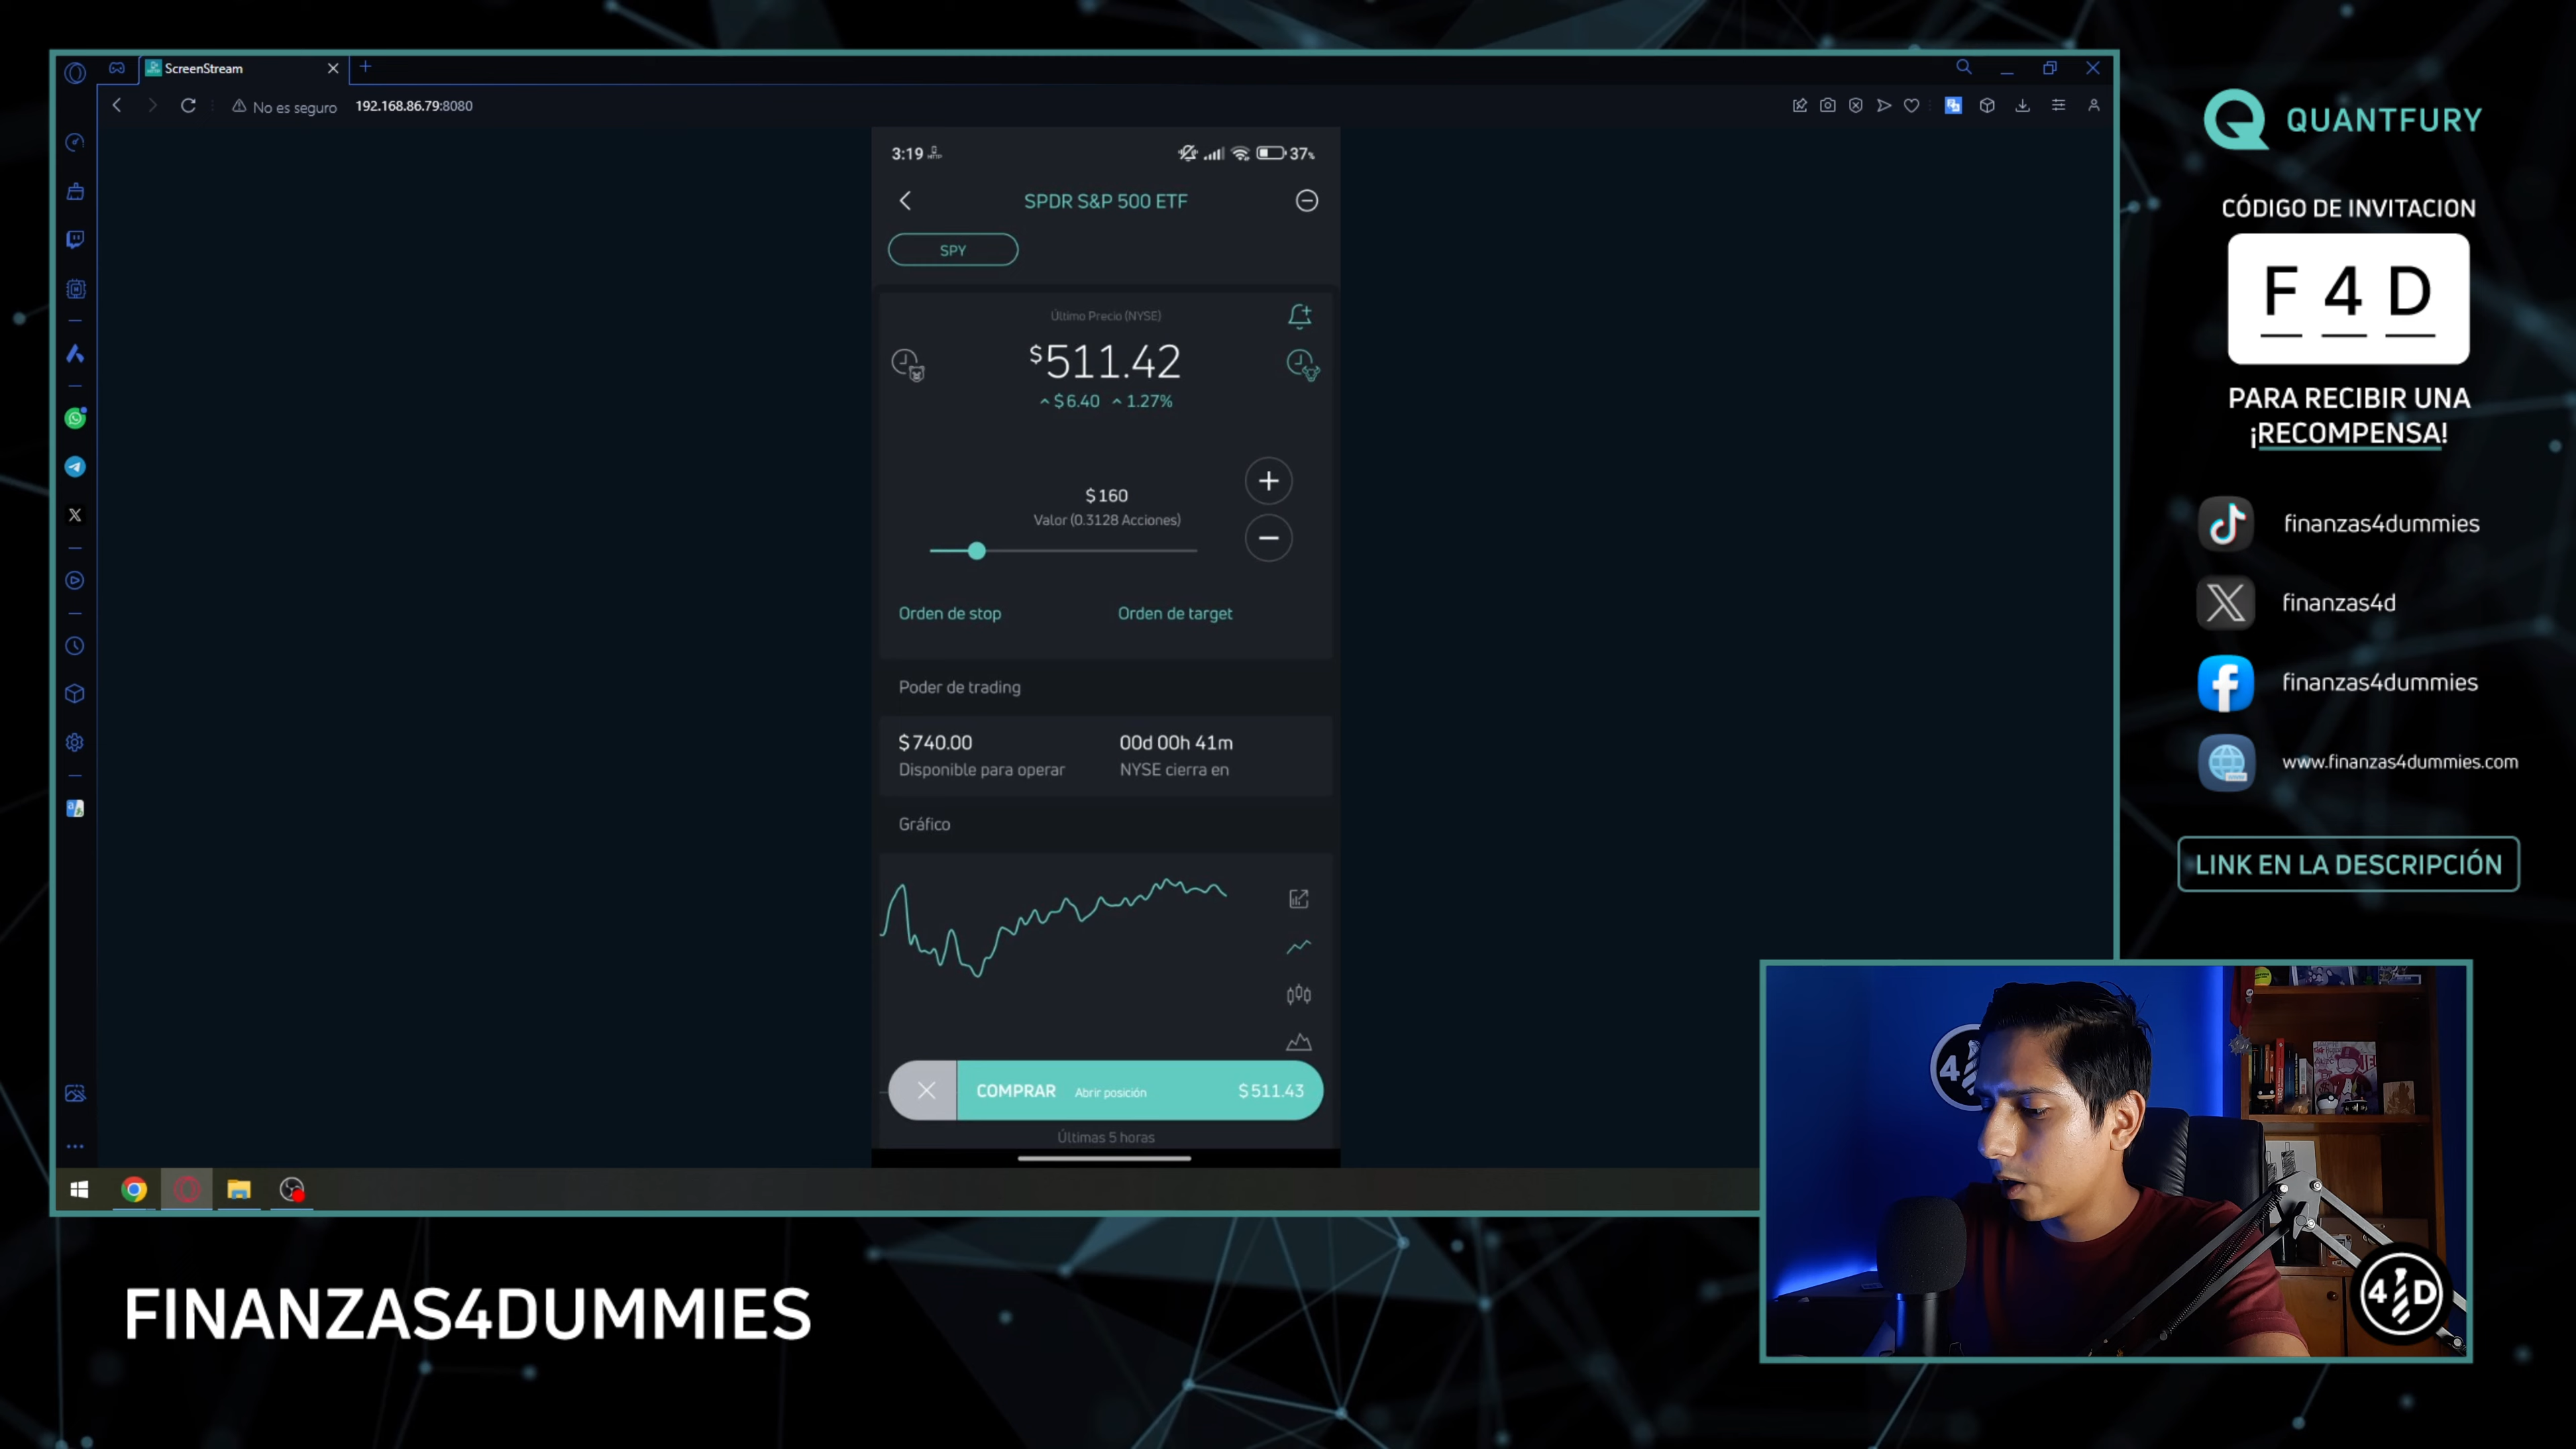 ScreenStream
No es seguro 192.168.86.79:8080
3:19
37%
SPDR S&P 500 ETF
SPY
Último Precio (NYSE)
$511.42
$6.40 1.27%
$160
Valor (0.3128 Acciones)
Orden de stop Orden de target
Poder de trading
$740.00 00d 00h 41m
Disponible para operar NYSE cierra en
Gráfico
COMPRAR Abrir posición $511.43
Últimas 5 horas
QUANTFURY
CÓDIGO DE INVITACION
F 4 D
PARA RECIBIR UNA
¡RECOMPENSA!
finanzas4dummies
finanzas4d
finanzas4dummies
www.finanzas4dummies.com
LINK EN LA DESCRIPCIÓN
4D
FINANZAS4DUMMIES